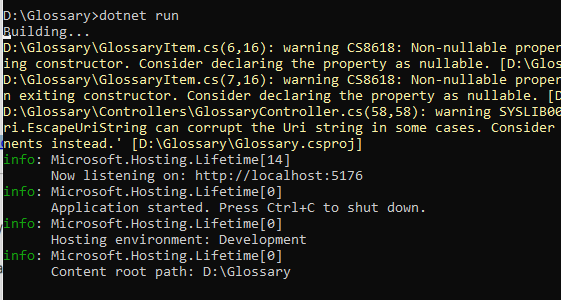 D:\Glossary>dotnet run
Building...
D:\Glossary\GlossaryItem.cs(6,16): warning CS8618: Non-nullable proper
ing constructor. Consider declaring the property as nullable. [D:\Glos
D:\Glossary\GlossaryItem.cs(7,16): warning CS8618: Non-nullable proper
n exiting constructor. Consider declaring the property as nullable. [D
D:\Glossary\Controllers\GlossaryController.cs(58,58): warning SYSLIB00
ri.EscapeUriString can corrupt the Uri string in some cases. Consider
nents instead.' [D:\Glossary\Glossary.csproj]
info: Microsoft.Hosting.Lifetime[14]
Now listening on: http://localhost:5176
info: Microsoft.Hosting.Lifetime[0]
Application started. Press Ctrl+C to shut down.
info: Microsoft.Hosting.Lifetime[0]
Hosting environment: Development
info: Microsoft.Hosting.Lifetime[0]
Content root path: D:\Glossary